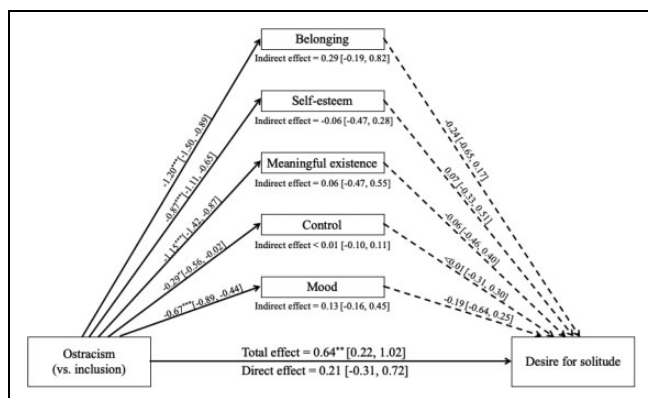 Belonging
Indirect effect = 0.29 [-0.19, 0.82]
Self-esteem
Indirect effect = -0.06 [-0.47, 0.28]
Meaningful existence
Indirect effect = 0.06 [-0.47, 0.55]
Control
Indirect effect < 0.01 [-0.10, 0.11]
Mood
Indirect effect = 0.13 [-0.16, 0.45]
-1.20***[-1.50, -0.89]
-0.87***[-1.11, -0.65]
-1.15***[-1.42, -0.87]
-0.29*[-0.56, -0.02]
-0.67***[-0.89, -0.44]
-0.24[-0.65, 0.17]
0.07[-0.33, 0.51]
-0.06[-0.46, 0.40]
<0.01[-0.31, 0.30]
-0.19[-0.64, 0.25]
Ostracism
(vs. inclusion)
Total effect = 0.64** [0.22, 1.02]
Direct effect = 0.21 [-0.31, 0.72]
Desire for solitude